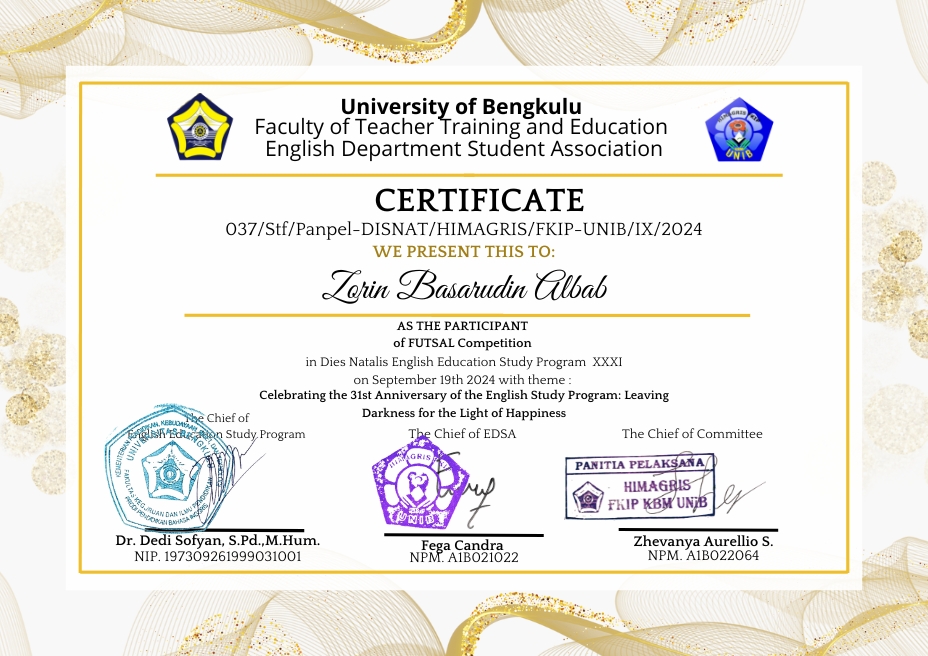 University of Bengkulu
Faculty of Teacher Training and Education
English Department Student Association
UNIB
CERTIFICATE
037/Stf/Panpel-DISNAT/HIMAGRIS/FKIP-UNIB/IX/2024
WE PRESENT THIS TO:
Zorin Basarudin Albab
AS THE PARTICIPANT
of FUTSAL Competition
in Dies Natalis English Education Study Program XXXI
on September 19th 2024 with theme :
Celebrating the 31st Anniversary of the English Study Program: Leaving
Darkness for the Light of Happiness
The Chief of
English Education Study Program
The Chief of EDSA
The Chief of Committee
HIMAGRIS
UNIB
PANITIA PELAKSANA
HIMAGRIS
FKIP KBM UNIB
Dr. Dedi Sofyan, S.Pd.,M.Hum.
NIP. 197309261999031001
Fega Candra
NPM. A1B021022
Zhevanya Aurellio S.
NPM. A1B022064